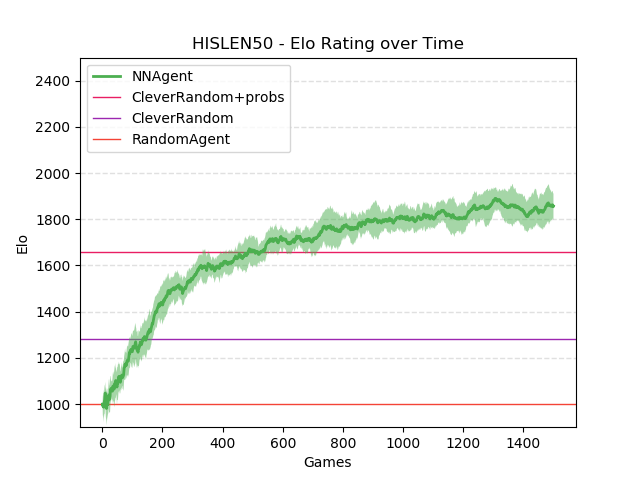 HISLEN50 - Elo Rating over Time
NNAgent
CleverRandom+probs
CleverRandom
RandomAgent
Elo
2400
2200
2000
1800
1600
1400
1200
1000
0 200 400 600 800 1000 1200 1400
Games